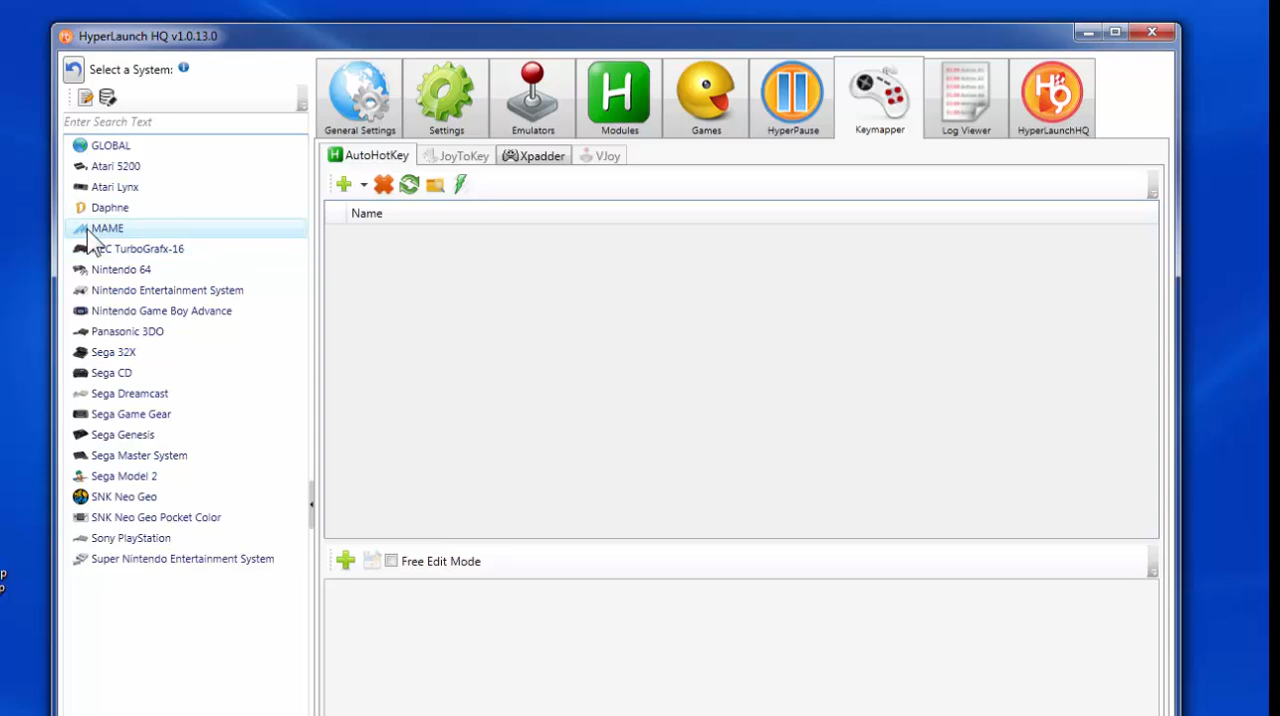 HyperLaunch HQ v1.0.13.0
Select a System:
Enter Search Text
GLOBAL
Atari 5200
Atari Lynx
Daphne
MAME
C TurboGrafx-16
Nintendo 64
Nintendo Entertainment System
Nintendo Game Boy Advance
Panasonic 3DO
Sega 32X
Sega CD
Sega Dreamcast
Sega Game Gear
Sega Genesis
Sega Master System
Sega Model 2
SNK Neo Geo
SNK Neo Geo Pocket Color
Sony PlayStation
Super Nintendo Entertainment System
General Settings
Settings
Emulators
Modules
Games
HyperPause
Keymapper
Log Viewer
HyperLaunchHQ
H AutoHotKey
JoyToKey
Xpadder
VJoy
Name
Free Edit Mode
p
p